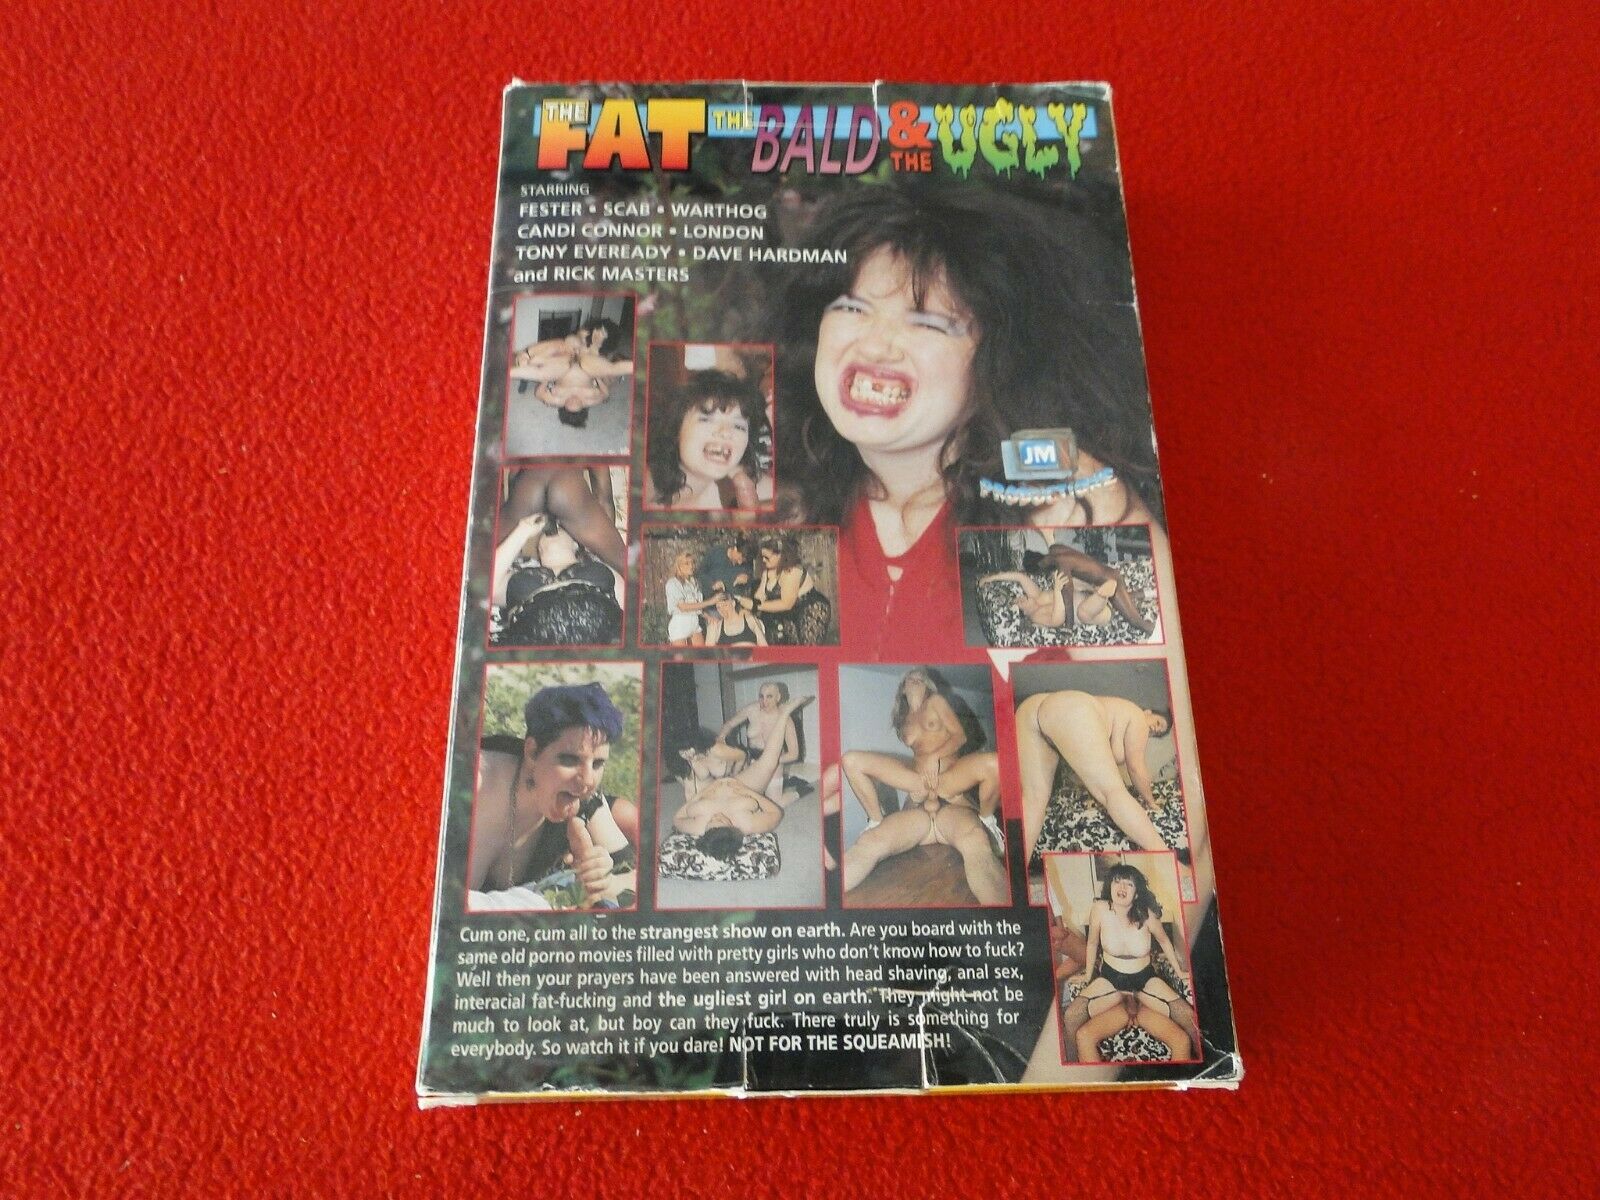 THE FAT THE BALD & THE UGLY
STARRING
FESTER • SCAB • WARTHOG
CANDI CONNOR • LONDON
TONY EVEREADY • DAVE HARDMAN
and RICK MASTERS
JM
PRODUCTIONS
Cum one, cum all to the strangest show on earth. Are you board with the
same old porno movies filled with pretty girls who don't know how to fuck?
Well then your prayers have been answered with head shaving, anal sex,
interacial fat-fucking and the ugliest girl on earth. They might not be
much to look at, but boy can they fuck. There truly is something for
everybody. So watch it if you dare! NOT FOR THE SQUEAMISH!